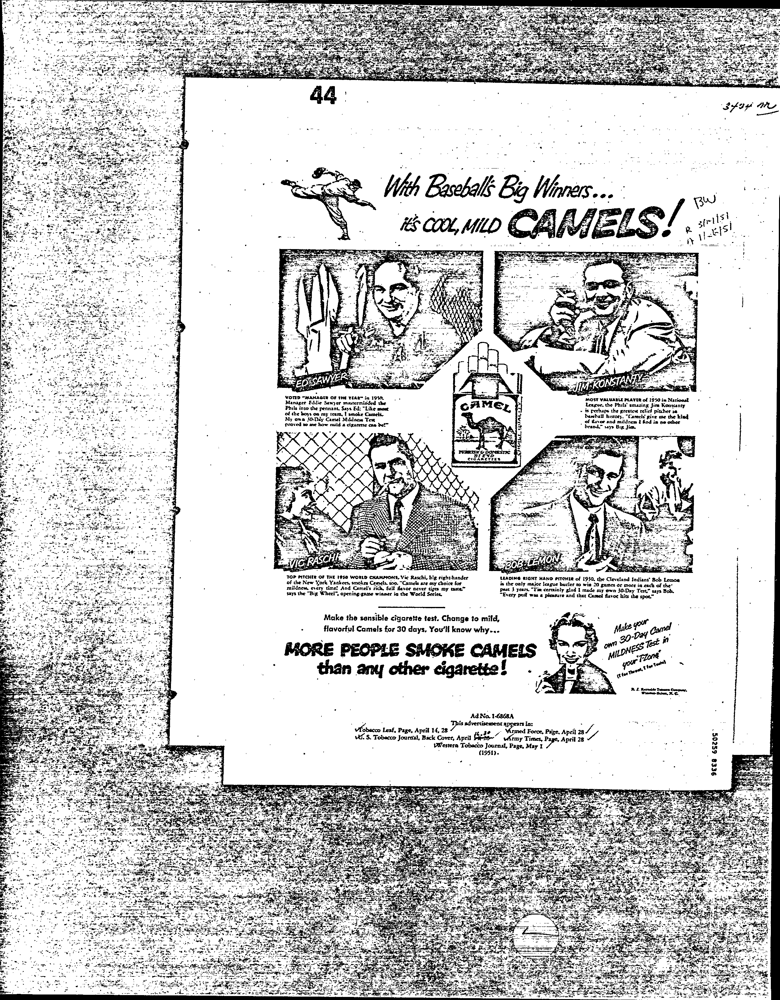 44
With Baseball's Big Winners...
it's COOL, MILD CAMELS!
BW
ED SAWYER
JIM KONSTANTY
VOTED "MANAGER OF THE YEAR" in 1950,
Manager Eddie Sawyer masterminded the
Phils into the pennant. Says Ed: "Like most
of the boys on my team, I smoke Camels.
My own 30-Day Camel Mildness Test
proved to me how mild a cigarette can be!"
MOST VALUABLE PLAYER of 1950 in National
League, the Phils' amazing Jim Konstanty
is perhaps the greatest relief pitcher in
baseball history. "Camels give me the kind
of flavor and mildness I find in no other
brand," says Big Jim.
CAMEL
TURKISH & DOMESTIC
BLEND
CIGARETTES
VIC RASCHI
BOB LEMON
TOP PITCHER OF THE 1950 WORLD CHAMPIONS, Vic Raschi, big right-hander
of the New York Yankees, smokes Camels, too. "Camels are my choice for
mildness, every time! And Camel's rich, full flavor never tires my taste,"
says the "Big Wheel", opening game winner in the World Series.
LEADING RIGHT HAND PITCHER of 1950, the Cleveland Indians' Bob Lemon
is the only major league hurler to win 20 games or more in each of the
past 3 years. "I'm certainly glad I made my own 30-Day Test," says Bob.
"Every puff was a pleasure and that Camel flavor hits the spot."
Make the sensible cigarette test. Change to mild,
flavorful Camels for 30 days. You'll know why...
MORE PEOPLE SMOKE CAMELS
than any other cigarette!
Make your
own 30-Day Camel
MILDNESS Test in
your "T-Zone"
(T for Throat, T for Taste)
R. J. Reynolds Tobacco Company,
Winston-Salem, N. C.
Ad No. 1-6868A
This advertisement appears in:
Tobacco Leaf, Page, April 14, 28
Armed Force, Page, April 28
U. S. Tobacco Journal, Back Cover, April
Army Times, Page, April 28
Western Tobacco Journal, Page, May 1
(1951).
50259 8336